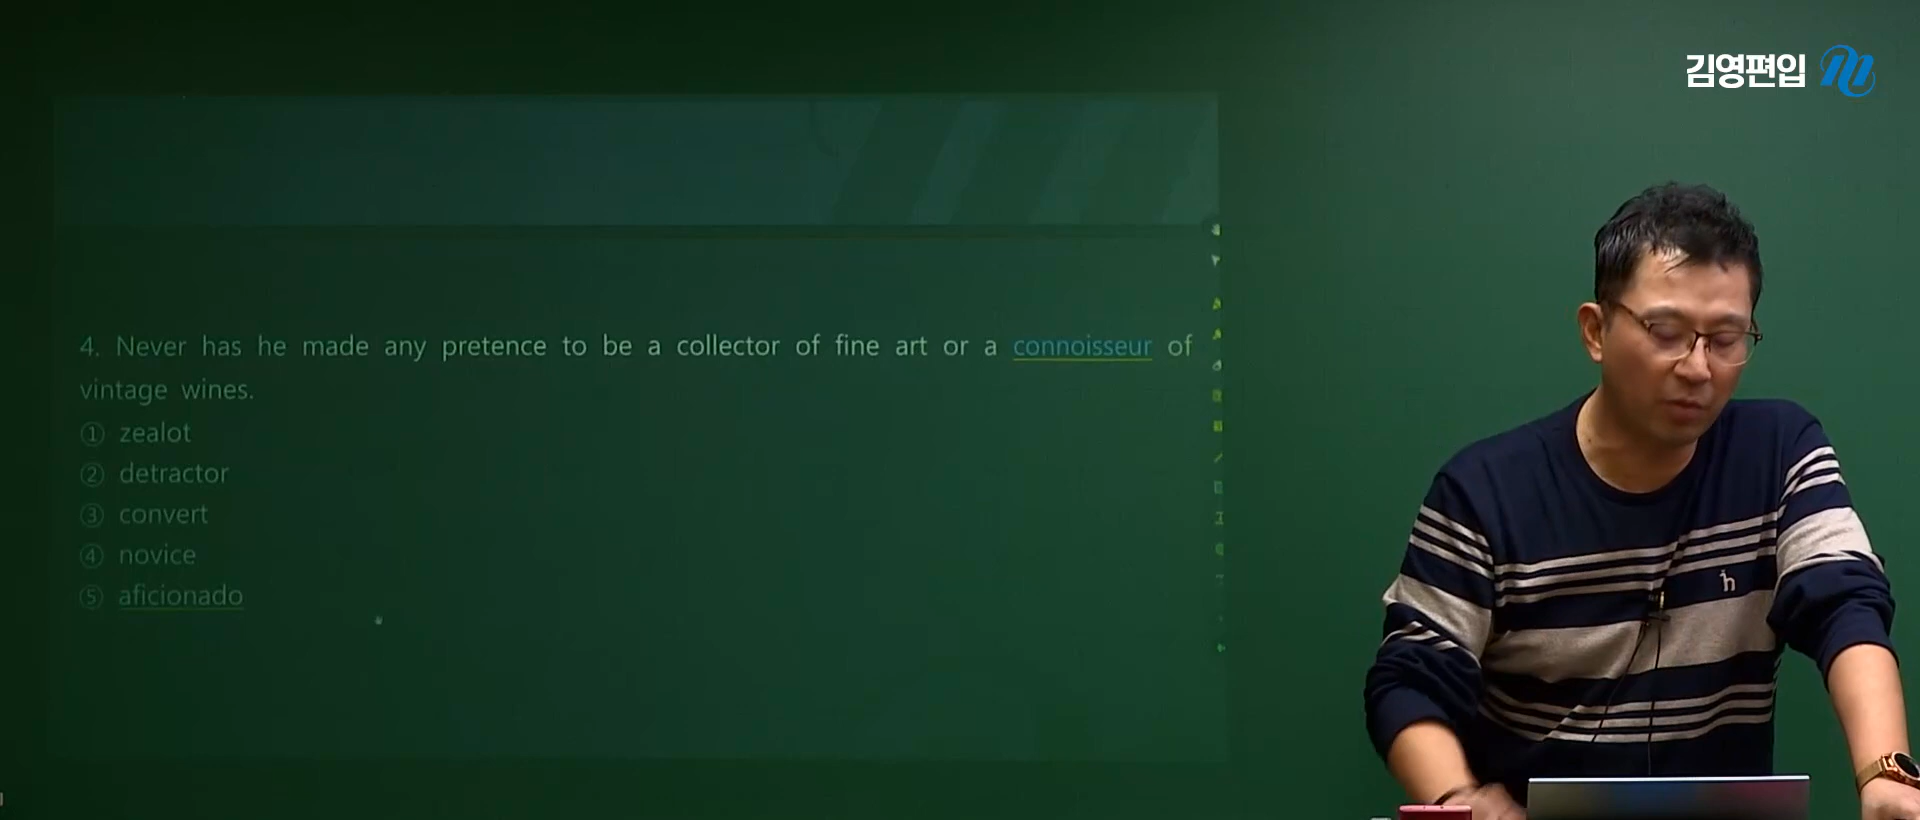 김영편입
4. Never has he made any pretence to be a collector of fine art or a connoisseur of
vintage wines.
① zealot
② detractor
③ convert
④ novice
⑤ aficionado